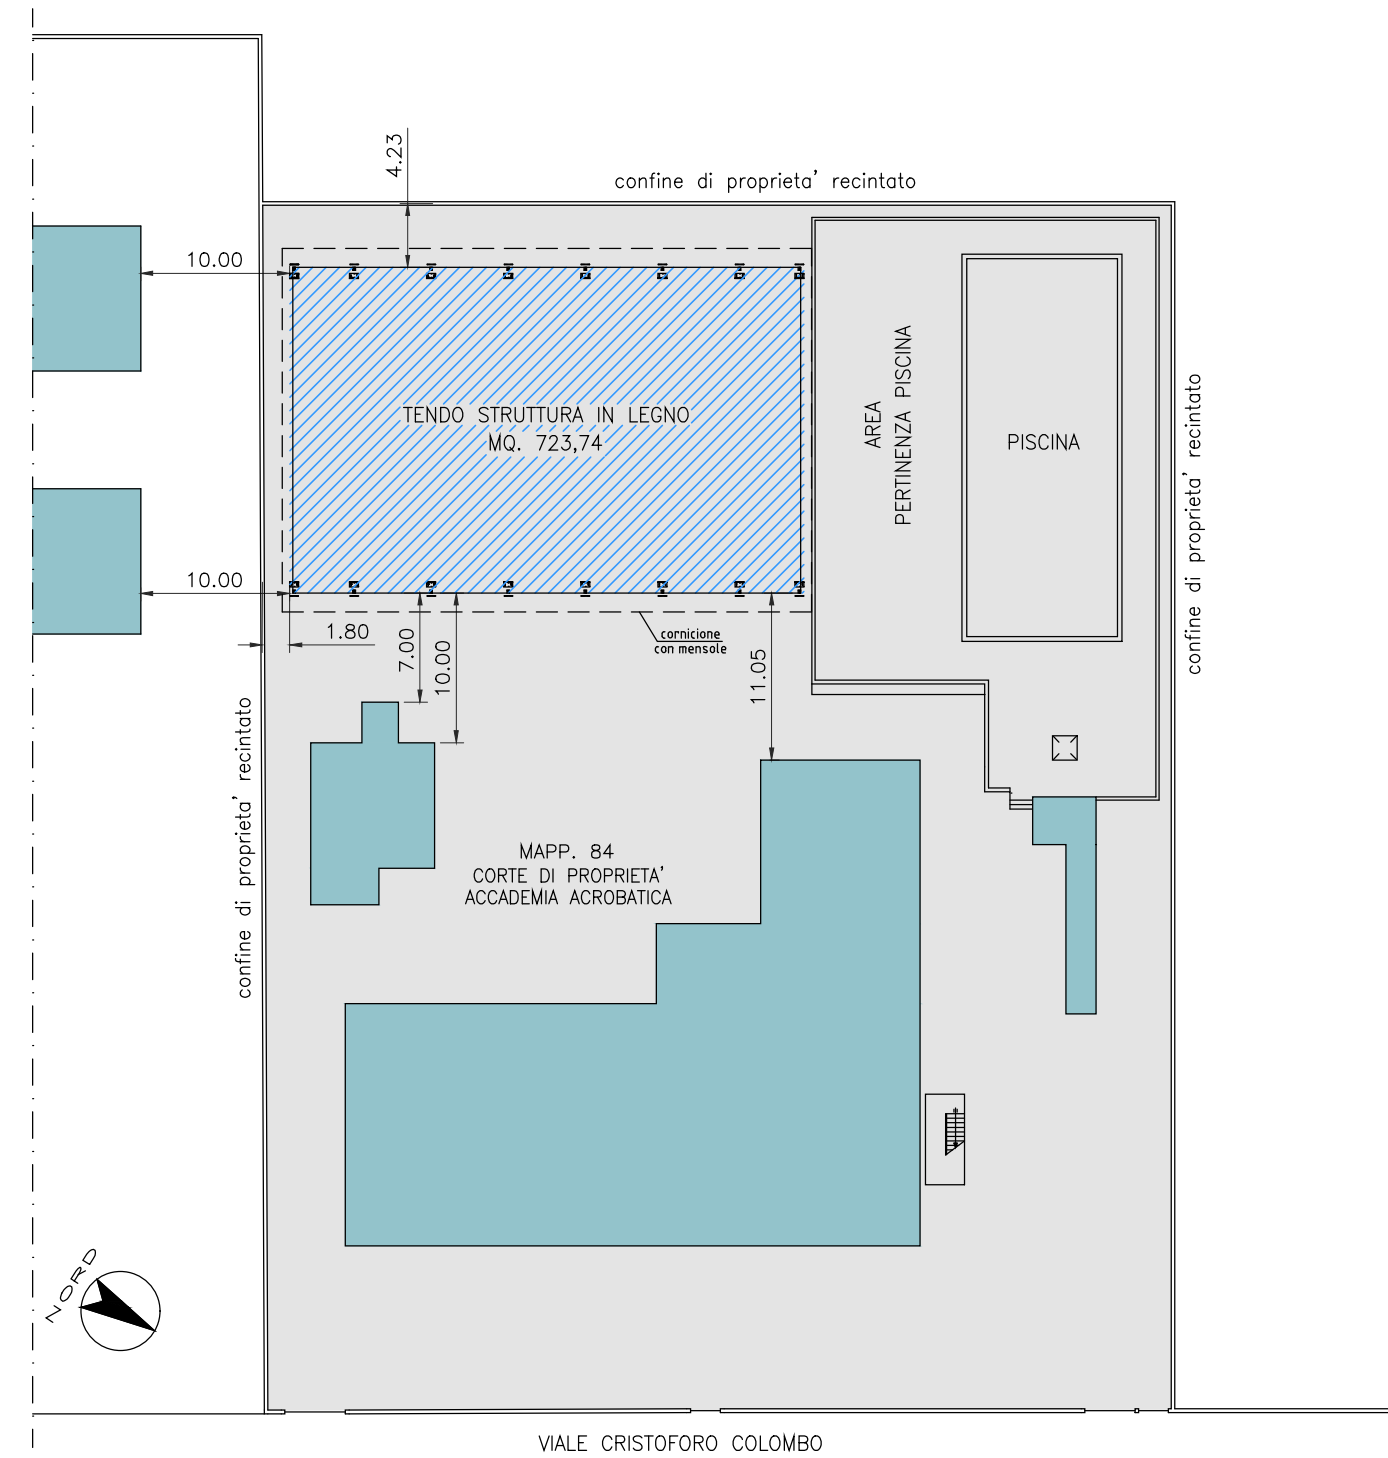 4.23
confine di proprieta' recintato
10.00
TENDO STRUTTURA IN LEGNO
MQ. 723,74
AREA
PERTINENZA PISCINA
PISCINA
confine di proprieta' recintato
10.00
1.80
7.00
10.00
cornicione
con mensole
11.05
confine di proprieta' recintato
MAPP. 84
CORTE DI PROPRIETA'
ACCADEMIA ACROBATICA
NORD
VIALE CRISTOFORO COLOMBO